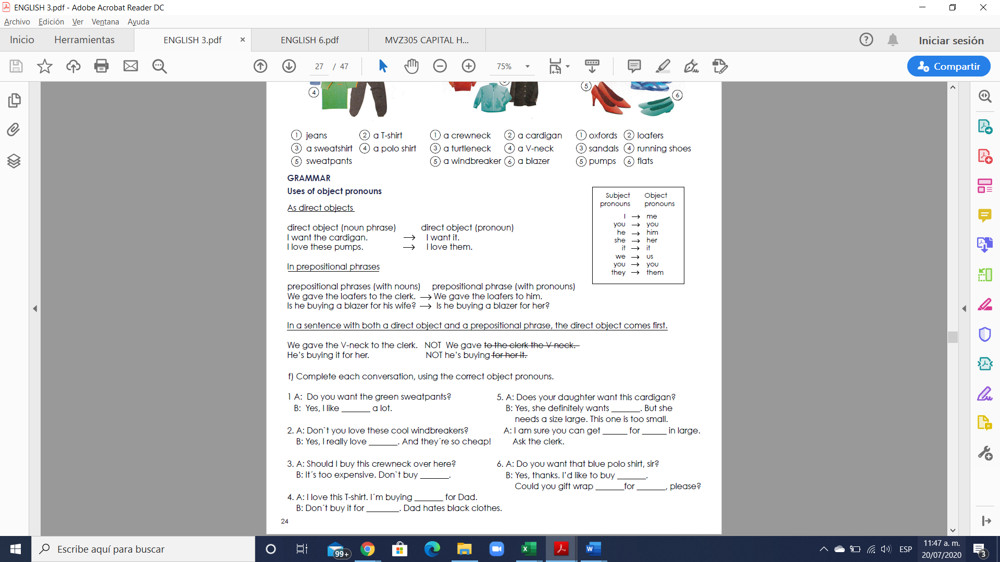 ENGLISH 3.pdf - Adobe Acrobat Reader DC
Archivo Edición Ver Ventana Ayuda
Inicio Herramientas ENGLISH 3.pdf × ENGLISH 6.pdf MVZ305 CAPITAL H... Iniciar sesión
27 / 47 75% Compartir
4 5 6
1 jeans 2 a T-shirt 1 a crewneck 2 a cardigan 1 oxfords 2 loafers
3 a sweatshirt 4 a polo shirt 3 a turtleneck 4 a V-neck 3 sandals 4 running shoes
5 sweatpants 5 a windbreaker 6 a blazer 5 pumps 6 flats
GRAMMAR
Uses of object pronouns
As direct objects
direct object (noun phrase) direct object (pronoun)
I want the cardigan. → I want it.
I love these pumps. → I love them.
Subject Object
pronouns pronouns
I → me
you → you
he → him
she → her
it → it
we → us
you → you
they → them
In prepositional phrases
prepositional phrases (with nouns) prepositional phrase (with pronouns)
We gave the loafers to the clerk. → We gave the loafers to him.
Is he buying a blazer for his wife? → Is he buying a blazer for her?
In a sentence with both a direct object and a prepositional phrase, the direct object comes first.
We gave the V-neck to the clerk. NOT We gave to the clerk the V neck.
He’s buying it for her. NOT he’s buying for her it.
f) Complete each conversation, using the correct object pronouns.
1 A: Do you want the green sweatpants?
B: Yes, I like _______ a lot.
2. A: Don`t you love these cool windbreakers?
B: Yes, I really love _______. And they´re so cheap!
3. A: Should I buy this crewneck over here?
B: It´s too expensive. Don`t buy _______.
4. A: I love this T-shirt. I´m buying _______ for Dad.
B: Don´t buy it for ________. Dad hates black clothes.
5. A: Does your daughter want this cardigan?
B: Yes, she definitely wants _______. But she
needs a size large. This one is too small.
A: I am sure you can get ______ for ______ in large.
Ask the clerk.
6. A: Do you want that blue polo shirt, sir?
B: Yes, thanks. I’d like to buy _______.
Could you gift wrap _______for _______, please?
24
Escribe aquí para buscar 99+ ESP 11:47 a. m.
20/07/2020 3